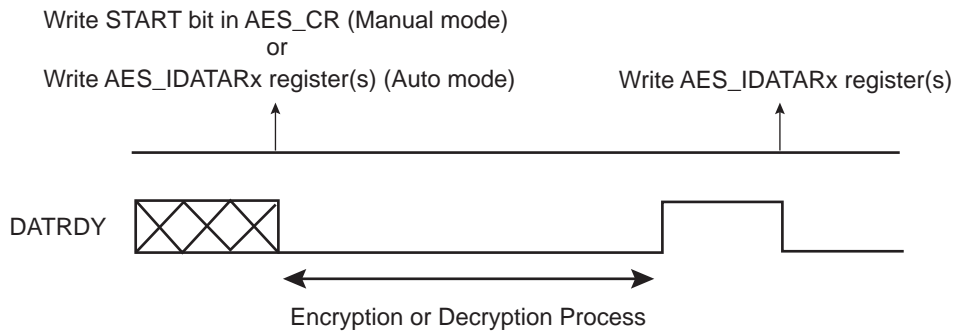 Write START bit in AES_CR (Manual mode)
or
Write AES_IDATARx register(s) (Auto mode)
Write AES_IDATARx register(s)
DATRDY
Encryption or Decryption Process